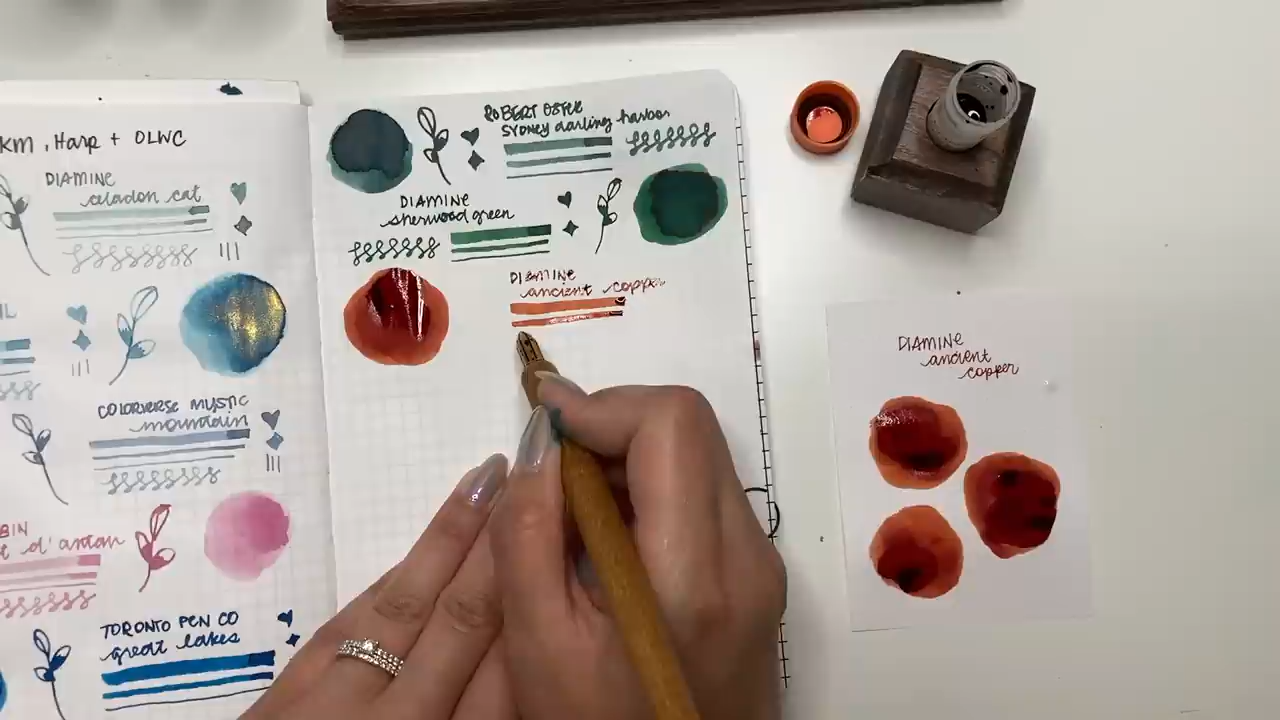 KM, Harp + OLWC
DIAMINE
celadon cat
COLORVERSE MYSTIC
mountain
d'antan
TORONTO PEN CO
great lakes
ROBERT OSTER
SYDNEY darling harbor
DIAMINE
sherwood green
DIAMINE
ancient copper
DIAMINE
ancient
copper